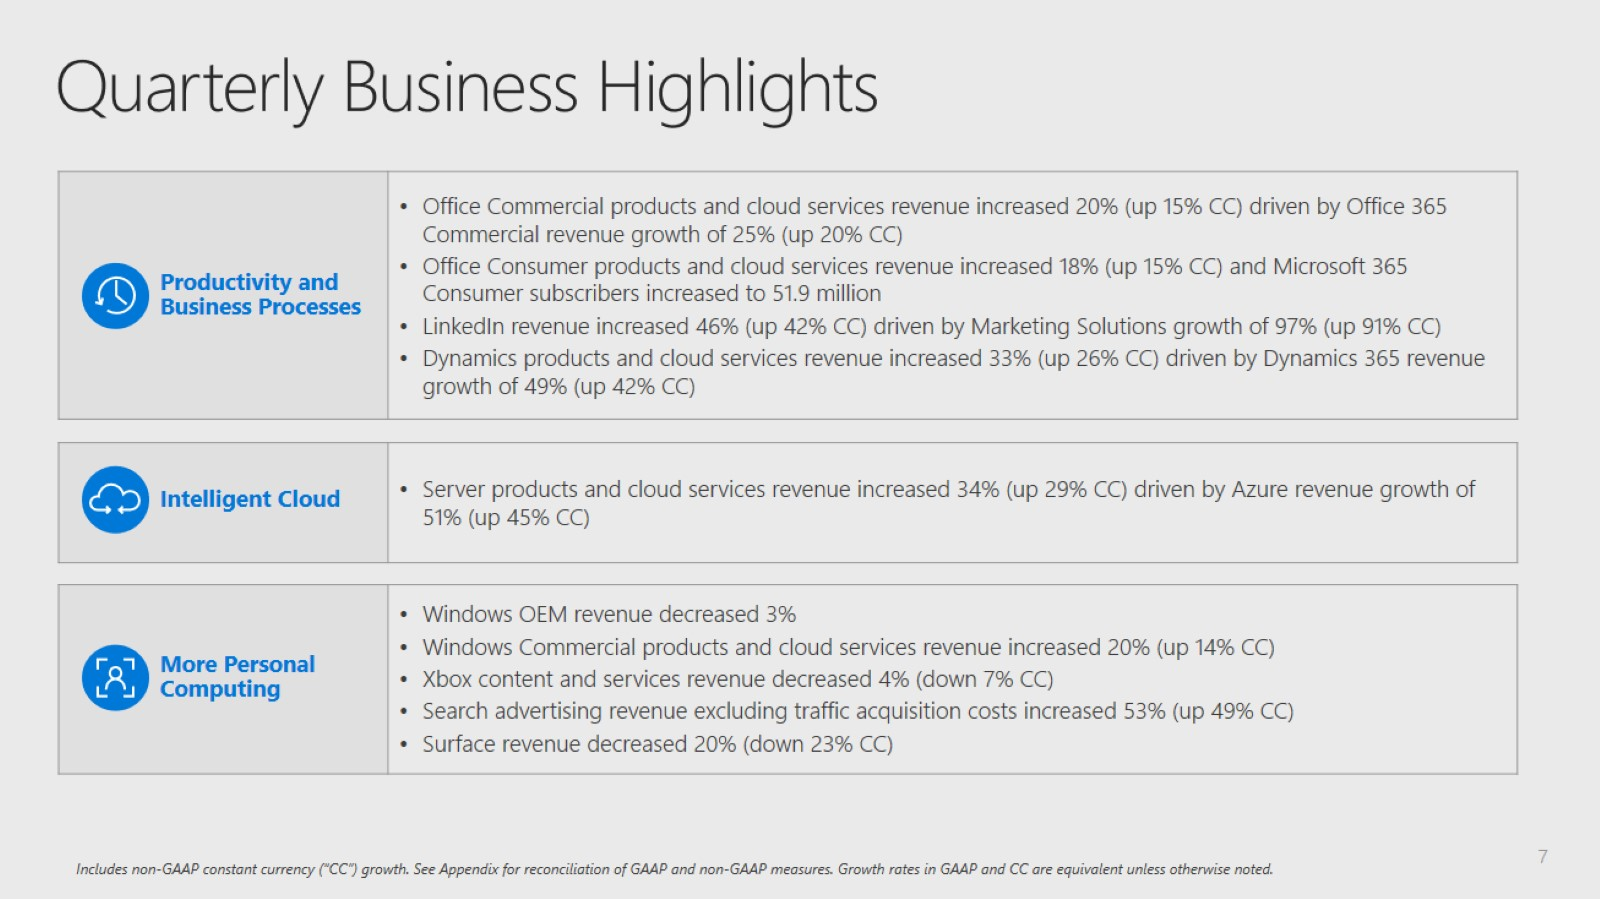 Quarterly Business Highlights
Productivity and
Business Processes
• Office Commercial products and cloud services revenue increased 20% (up 15% CC) driven by Office 365
Commercial revenue growth of 25% (up 20% CC)
• Office Consumer products and cloud services revenue increased 18% (up 15% CC) and Microsoft 365
Consumer subscribers increased to 51.9 million
• LinkedIn revenue increased 46% (up 42% CC) driven by Marketing Solutions growth of 97% (up 91% CC)
• Dynamics products and cloud services revenue increased 33% (up 26% CC) driven by Dynamics 365 revenue
growth of 49% (up 42% CC)
Intelligent Cloud
• Server products and cloud services revenue increased 34% (up 29% CC) driven by Azure revenue growth of
51% (up 45% CC)
More Personal
Computing
• Windows OEM revenue decreased 3%
• Windows Commercial products and cloud services revenue increased 20% (up 14% CC)
• Xbox content and services revenue decreased 4% (down 7% CC)
• Search advertising revenue excluding traffic acquisition costs increased 53% (up 49% CC)
• Surface revenue decreased 20% (down 23% CC)
Includes non-GAAP constant currency ("CC") growth. See Appendix for reconciliation of GAAP and non-GAAP measures. Growth rates in GAAP and CC are equivalent unless otherwise noted.
7